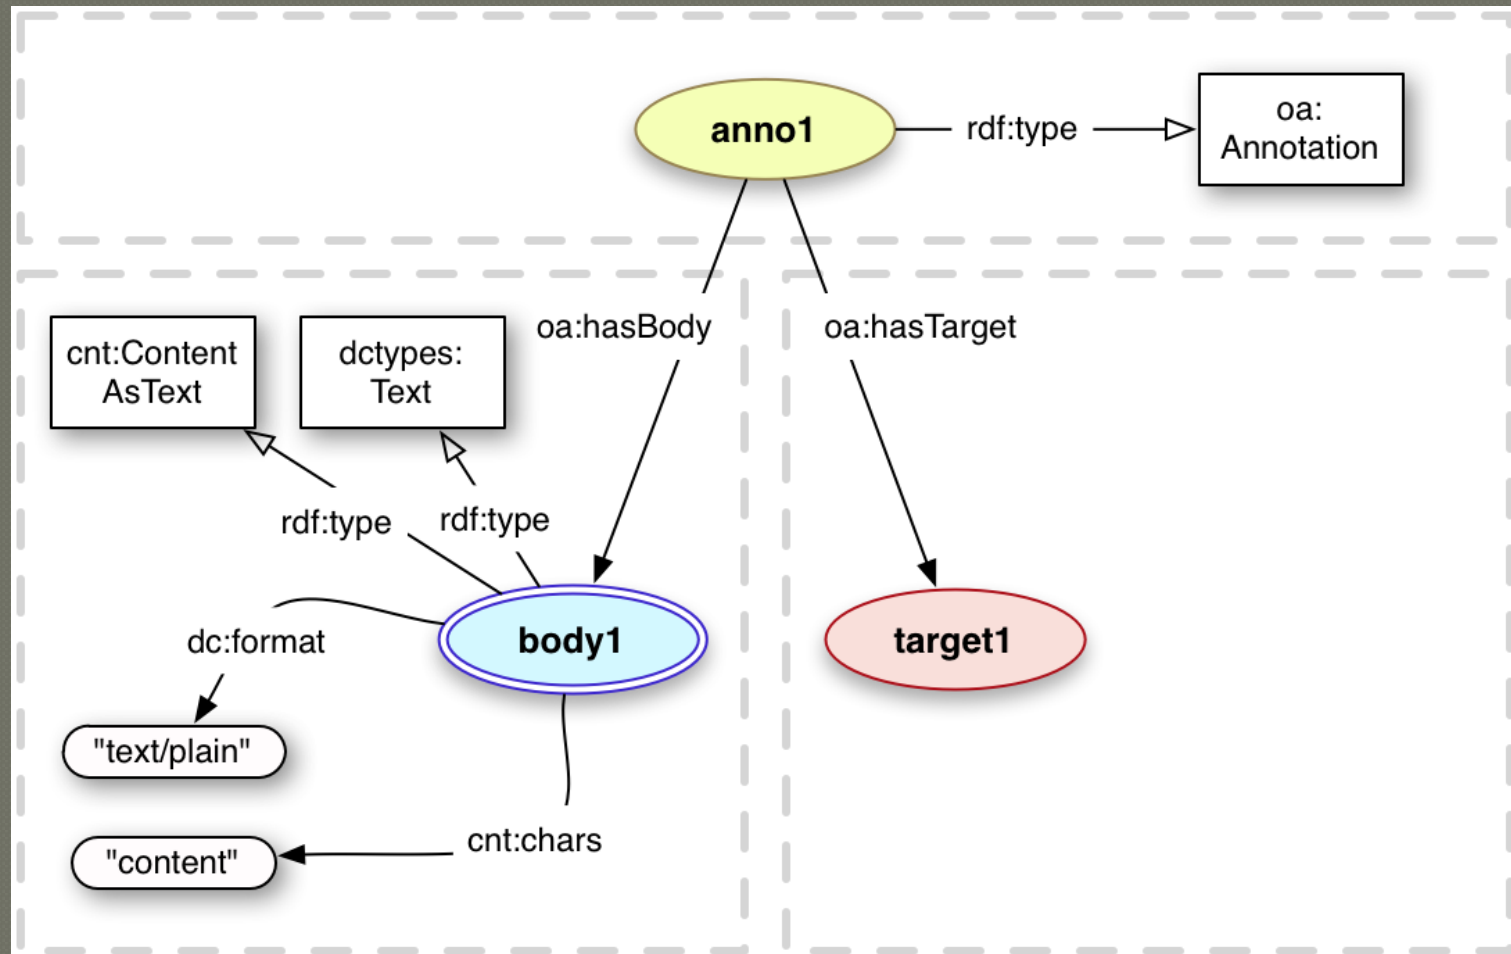 anno1
rdf:type
oa:
Annotation
oa:hasBody
oa:hasTarget
cnt:Content
AsText
dctypes:
Text
rdf:type
rdf:type
dc:format
body1
target1
"text/plain"
cnt:chars
"content"